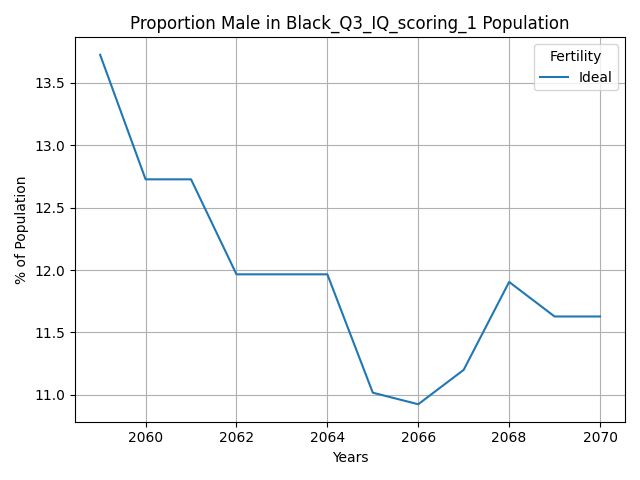 Proportion Male in Black_Q3_IQ_scoring_1 Population
Fertility
Ideal
% of Population
13.5
13.0
12.5
12.0
11.5
11.0
2060 2062 2064 2066 2068 2070
Years